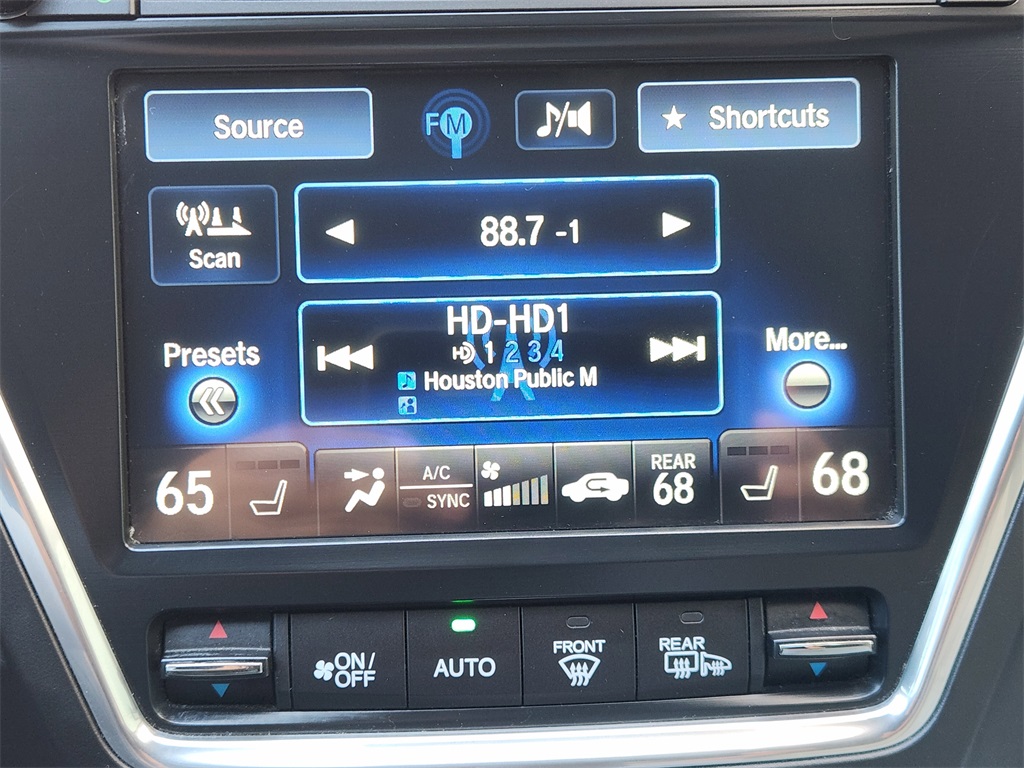 Source
FM
Shortcuts
88.7 -1
Scan
HD-HD1
1 2 3 4
Presets
More...
Houston Public M
65
A/C
SYNC
REAR
68
68
ON/
OFF
AUTO
FRONT
REAR